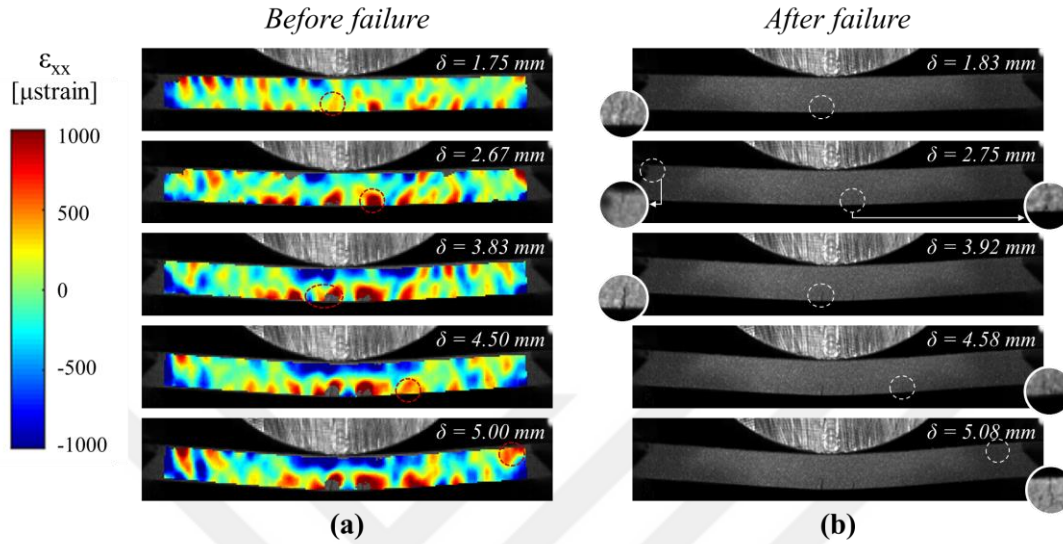 Before failure
After failure
ε_xx
[μstrain]
1000
500
0
-500
-1000
δ = 1.75 mm
δ = 1.83 mm
δ = 2.67 mm
δ = 2.75 mm
δ = 3.83 mm
δ = 3.92 mm
δ = 4.50 mm
δ = 4.58 mm
δ = 5.00 mm
δ = 5.08 mm
(a)
(b)